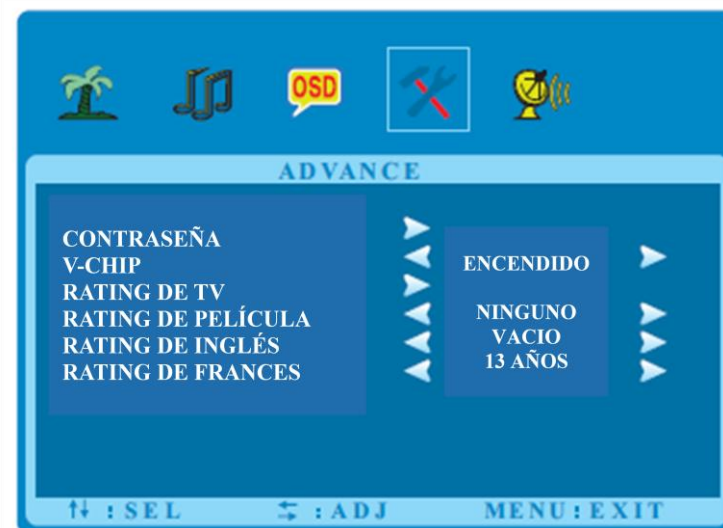 OSD
ADVANCE
CONTRASEÑA
V-CHIP ENCENDIDO
RATING DE TV
RATING DE PELÍCULA NINGUNO
RATING DE INGLÉS VACIO
RATING DE FRANCES 13 AÑOS
↑↓ : SEL ⇆ : ADJ MENU : EXIT